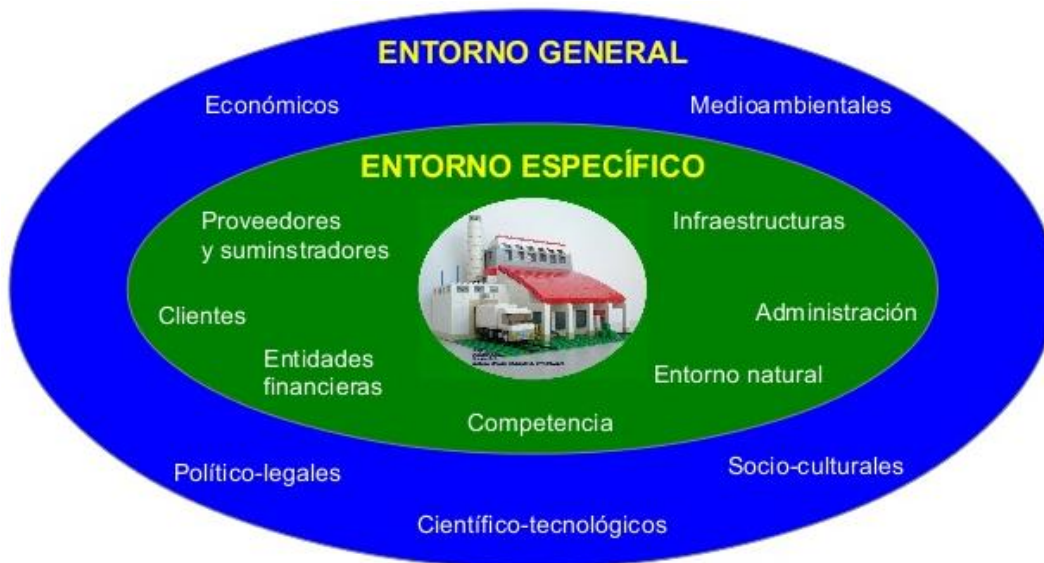 ENTORNO GENERAL
Económicos
Medioambientales
ENTORNO ESPECÍFICO
Proveedores
y suminstradores
Infraestructuras
Clientes
Administración
Entidades
financieras
Entorno natural
Competencia
Político-legales
Socio-culturales
Científico-tecnológicos